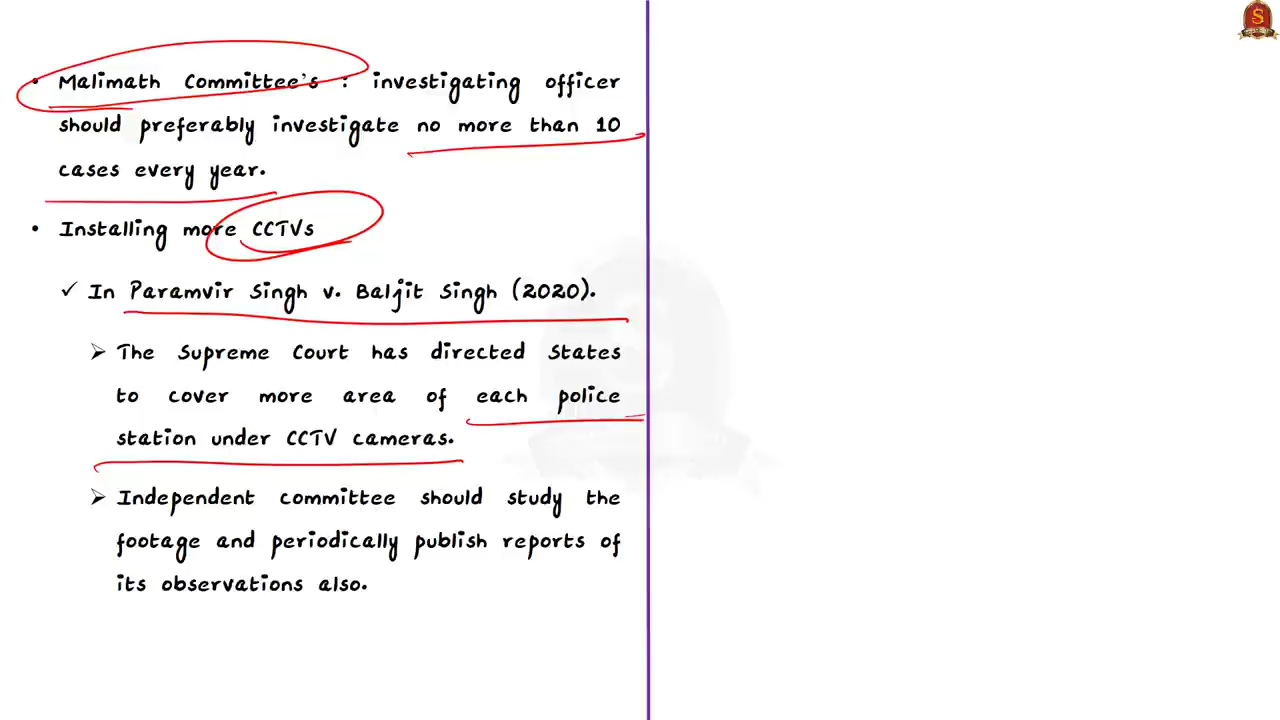 • Malimath Committee's : investigating officer
should preferably investigate no more than 10
cases every year.
• Installing more CCTVs
✓ In Paramvir Singh v. Baljit Singh (2020).
➢ The Supreme Court has directed States
to cover more area of each police
station under CCTV cameras.
➢ Independent committee should study the
footage and periodically publish reports of
its observations also.